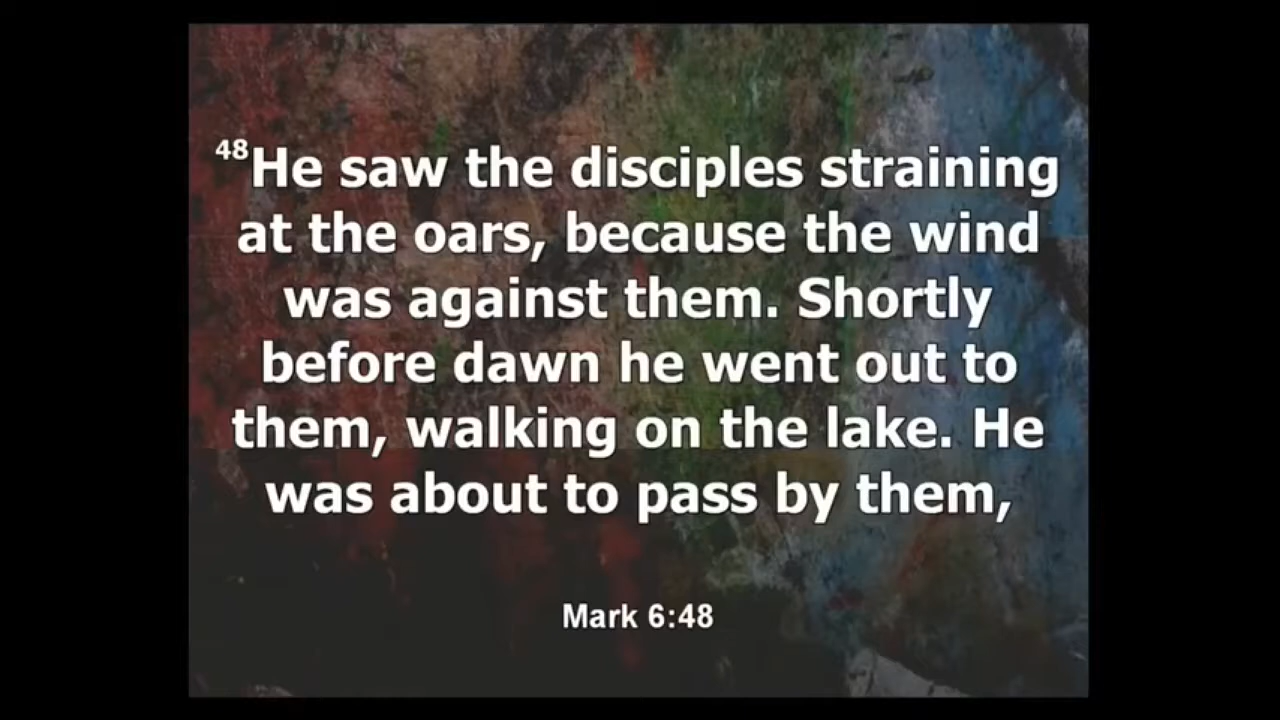 48He saw the disciples straining
at the oars, because the wind
was against them. Shortly
before dawn he went out to
them, walking on the lake. He
was about to pass by them,
Mark 6:48